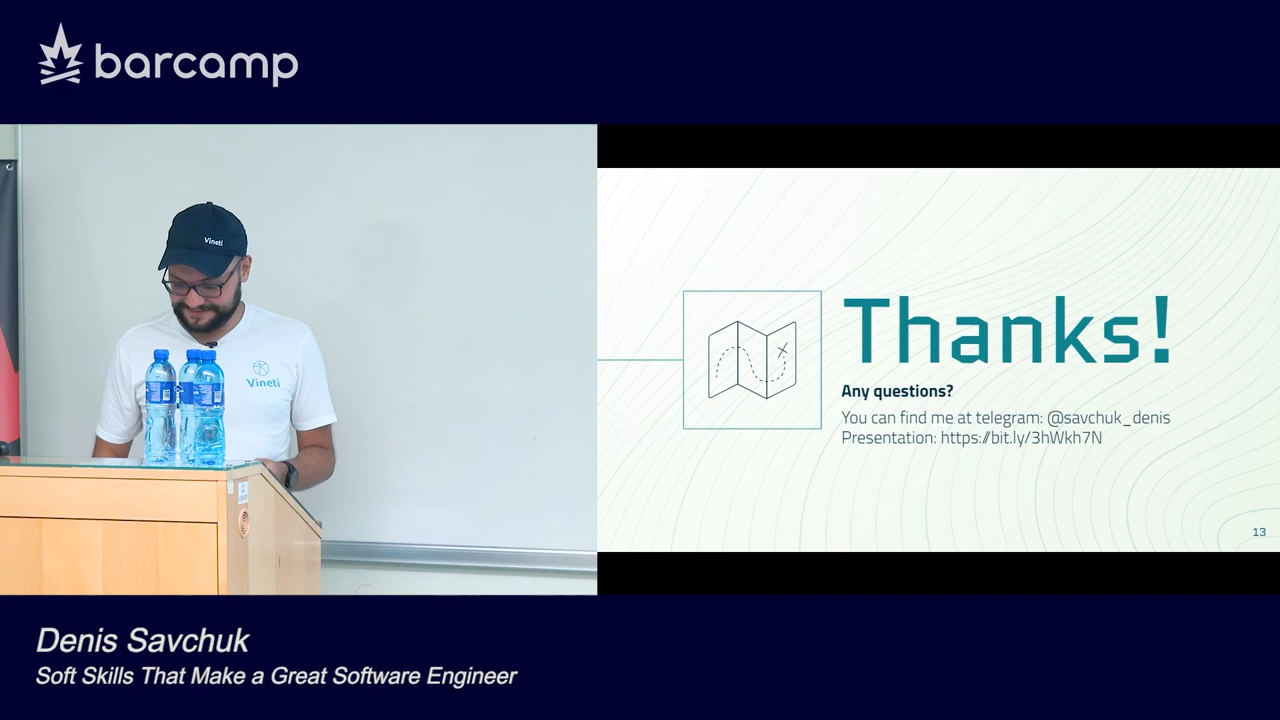 barcamp
Vineti
Vineti
Thanks!
Any questions?
You can find me at telegram: @savchuk_denis
Presentation: https://bit.ly/3hWkh7N
13
Denis Savchuk
Soft Skills That Make a Great Software Engineer